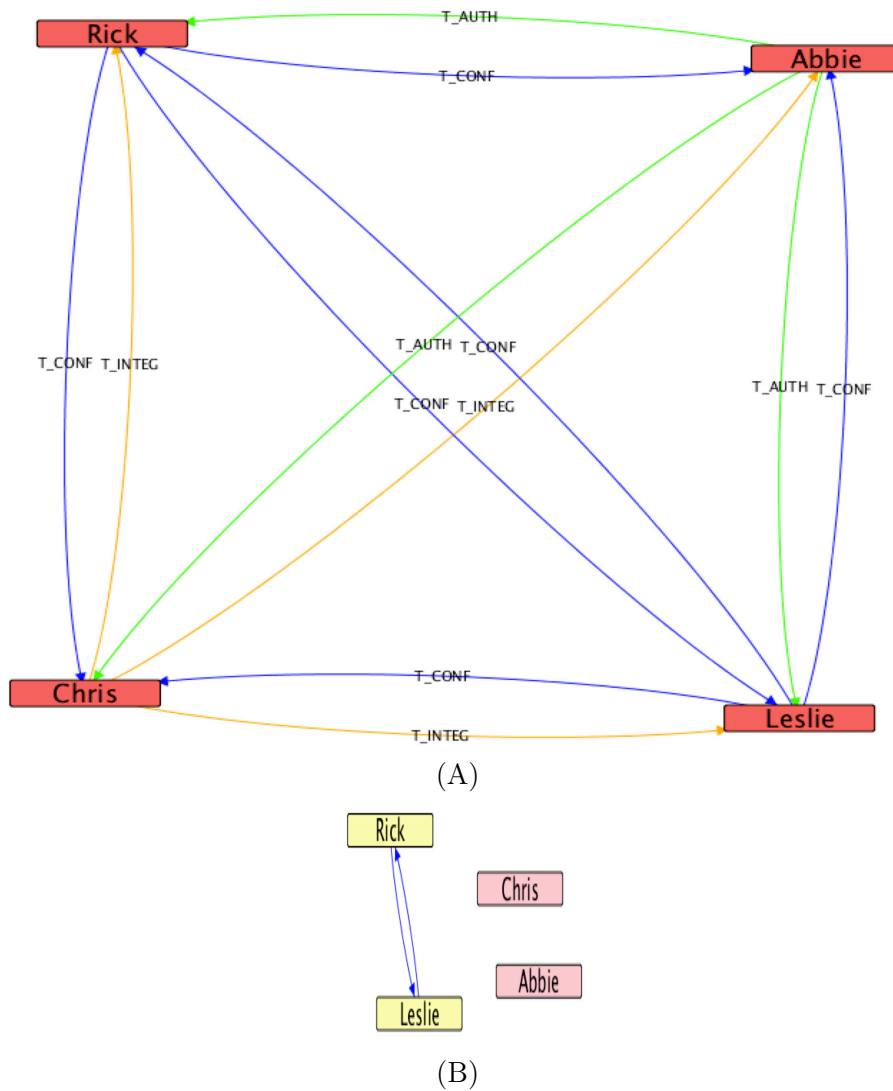 T_AUTH
Rick
Abbie
T_CONF
T_AUTH T_CONF
T_CONF T_INTEG
T_AUTH T_CONF
T_CONF T_INTEG
T_CONF
Chris
Leslie
T_INTEG
(A)
Rick
Chris
Abbie
Leslie
(B)